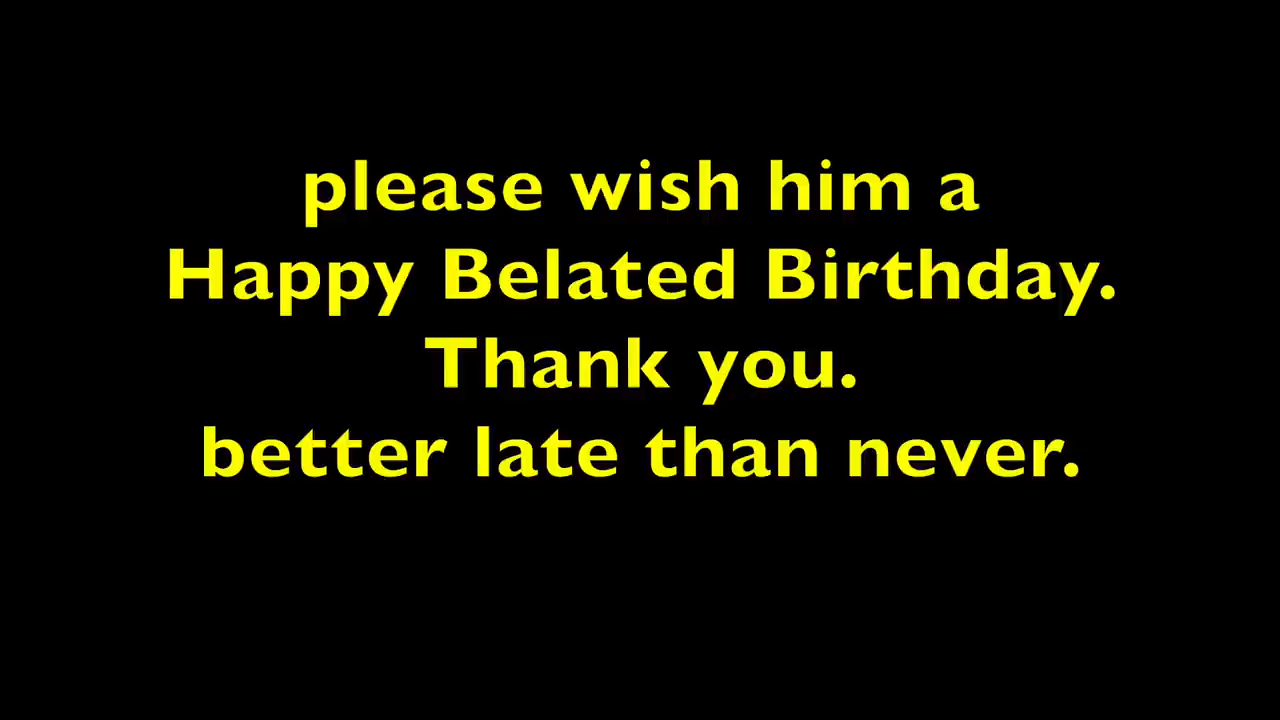 please wish him a
Happy Belated Birthday.
Thank you.
better late than never.